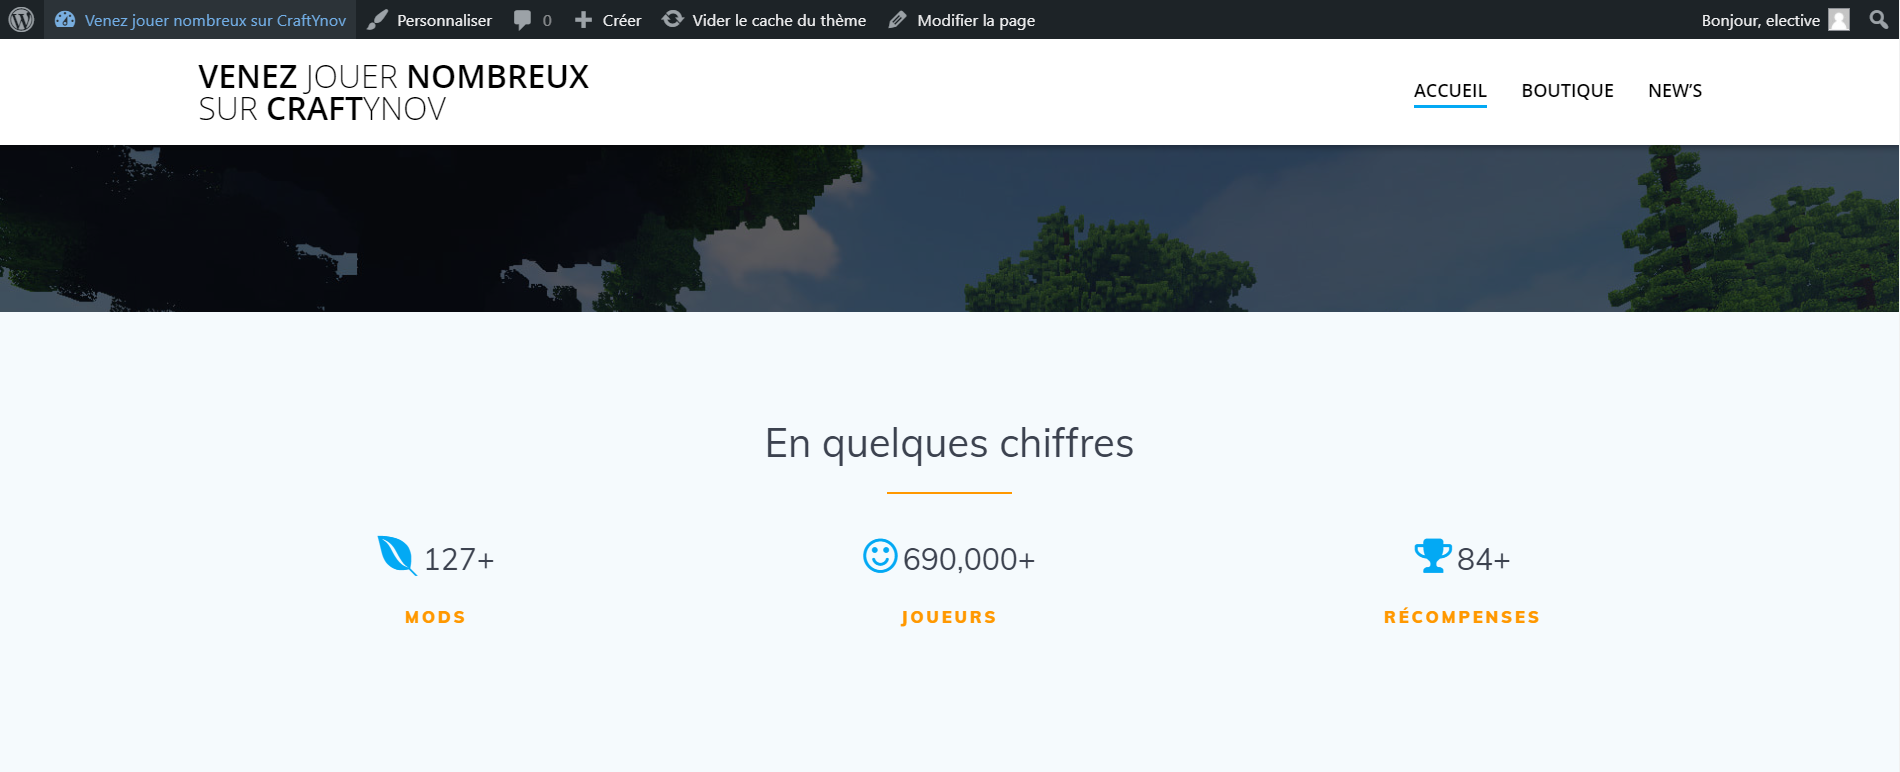 Venez jouer nombreux sur CraftYnov Personnaliser 0 Créer Vider le cache du thème Modifier la page Bonjour, elective
VENEZ JOUER NOMBREUX
SUR CRAFTYNOV
ACCUEIL BOUTIQUE NEW'S
En quelques chiffres
127+
MODS
690,000+
JOUEURS
84+
RÉCOMPENSES